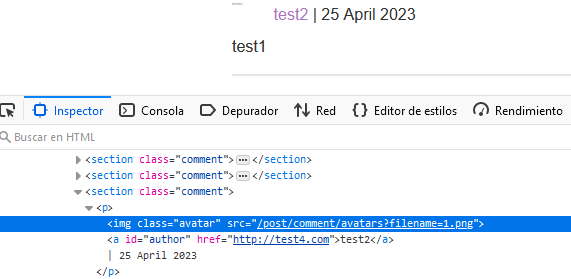 test2 | 25 April 2023
test1
Inspector Consola Depurador Red {} Editor de estilos Rendimiento
Buscar en HTML
<section class="comment"> ••• </section>
<section class="comment"> ••• </section>
<section class="comment">
<p>
<img class="avatar" src="/post/comment/avatars?filename=1.png">
<a id="author" href="http://test4.com">test2</a>
| 25 April 2023
</p>